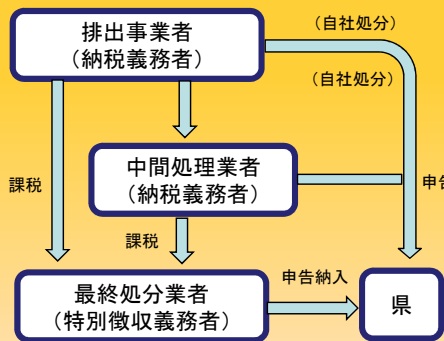 排出事業者
（納税義務者）
（自社処分）
（自社処分）
中間処理業者
（納税義務者）
課税
申告
課税
申告納入
最終処分業者
（特別徴収義務者）
県